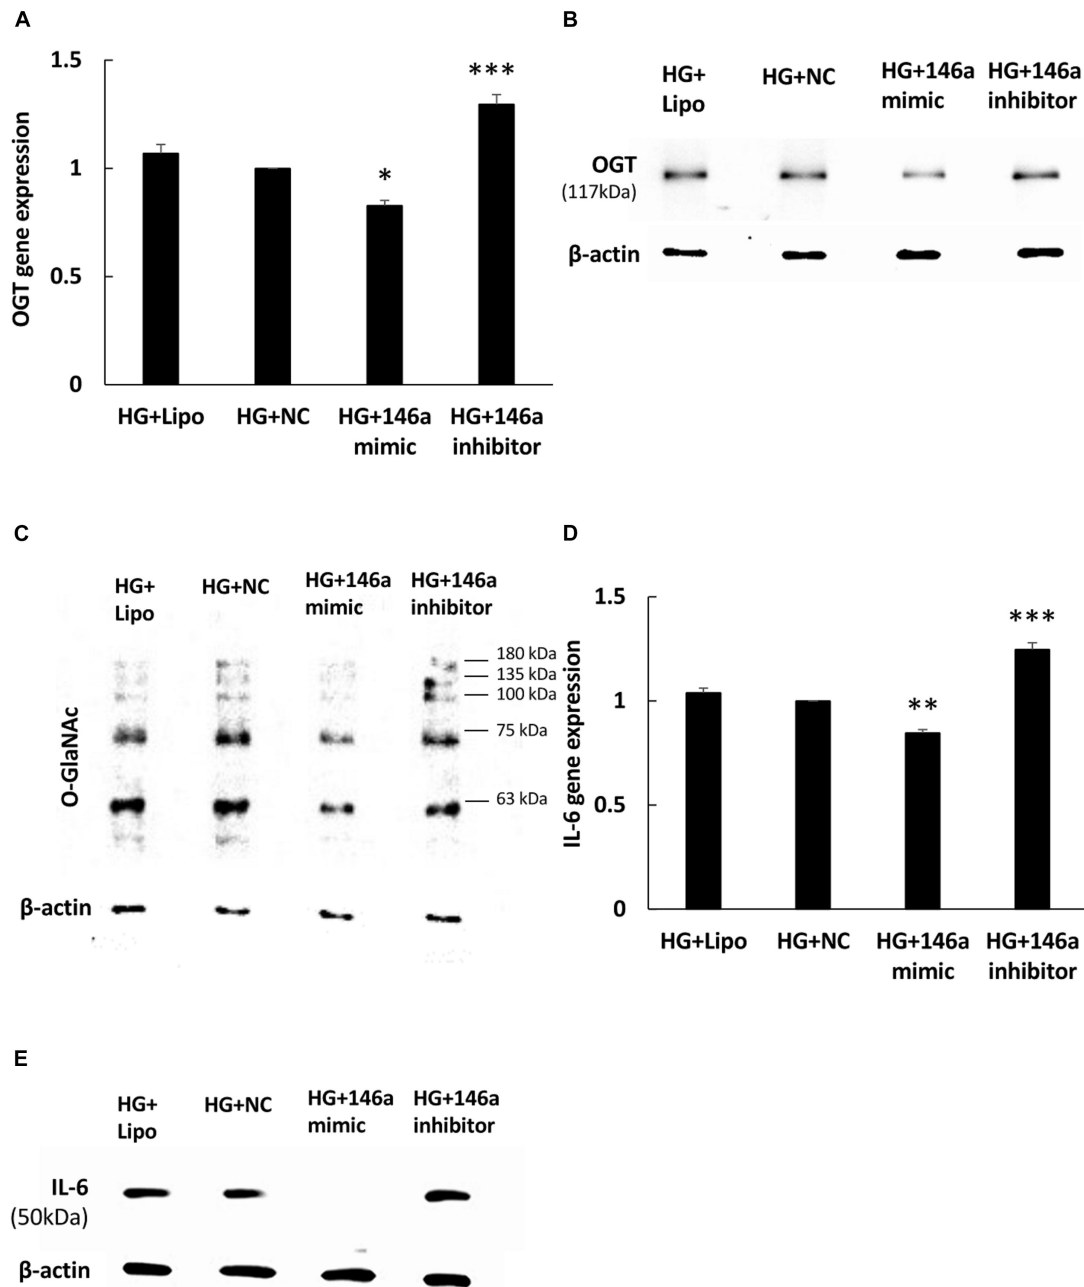 A
1.5
1
0.5
0
OGT gene expression
*
***
HG+Lipo
HG+NC
HG+146a
mimic
HG+146a
inhibitor
B
HG+
Lipo
HG+NC
HG+146a
mimic
HG+146a
inhibitor
OGT
(117kDa)
β-actin
C
HG+
Lipo
HG+NC
HG+146a
mimic
HG+146a
inhibitor
O-GlaNAc
180 kDa
135 kDa
100 kDa
75 kDa
63 kDa
β-actin
D
1.5
1
0.5
0
IL-6 gene expression
**
***
HG+Lipo
HG+NC
HG+146a
mimic
HG+146a
inhibitor
E
HG+
Lipo
HG+NC
HG+146a
mimic
HG+146a
inhibitor
IL-6
(50kDa)
β-actin